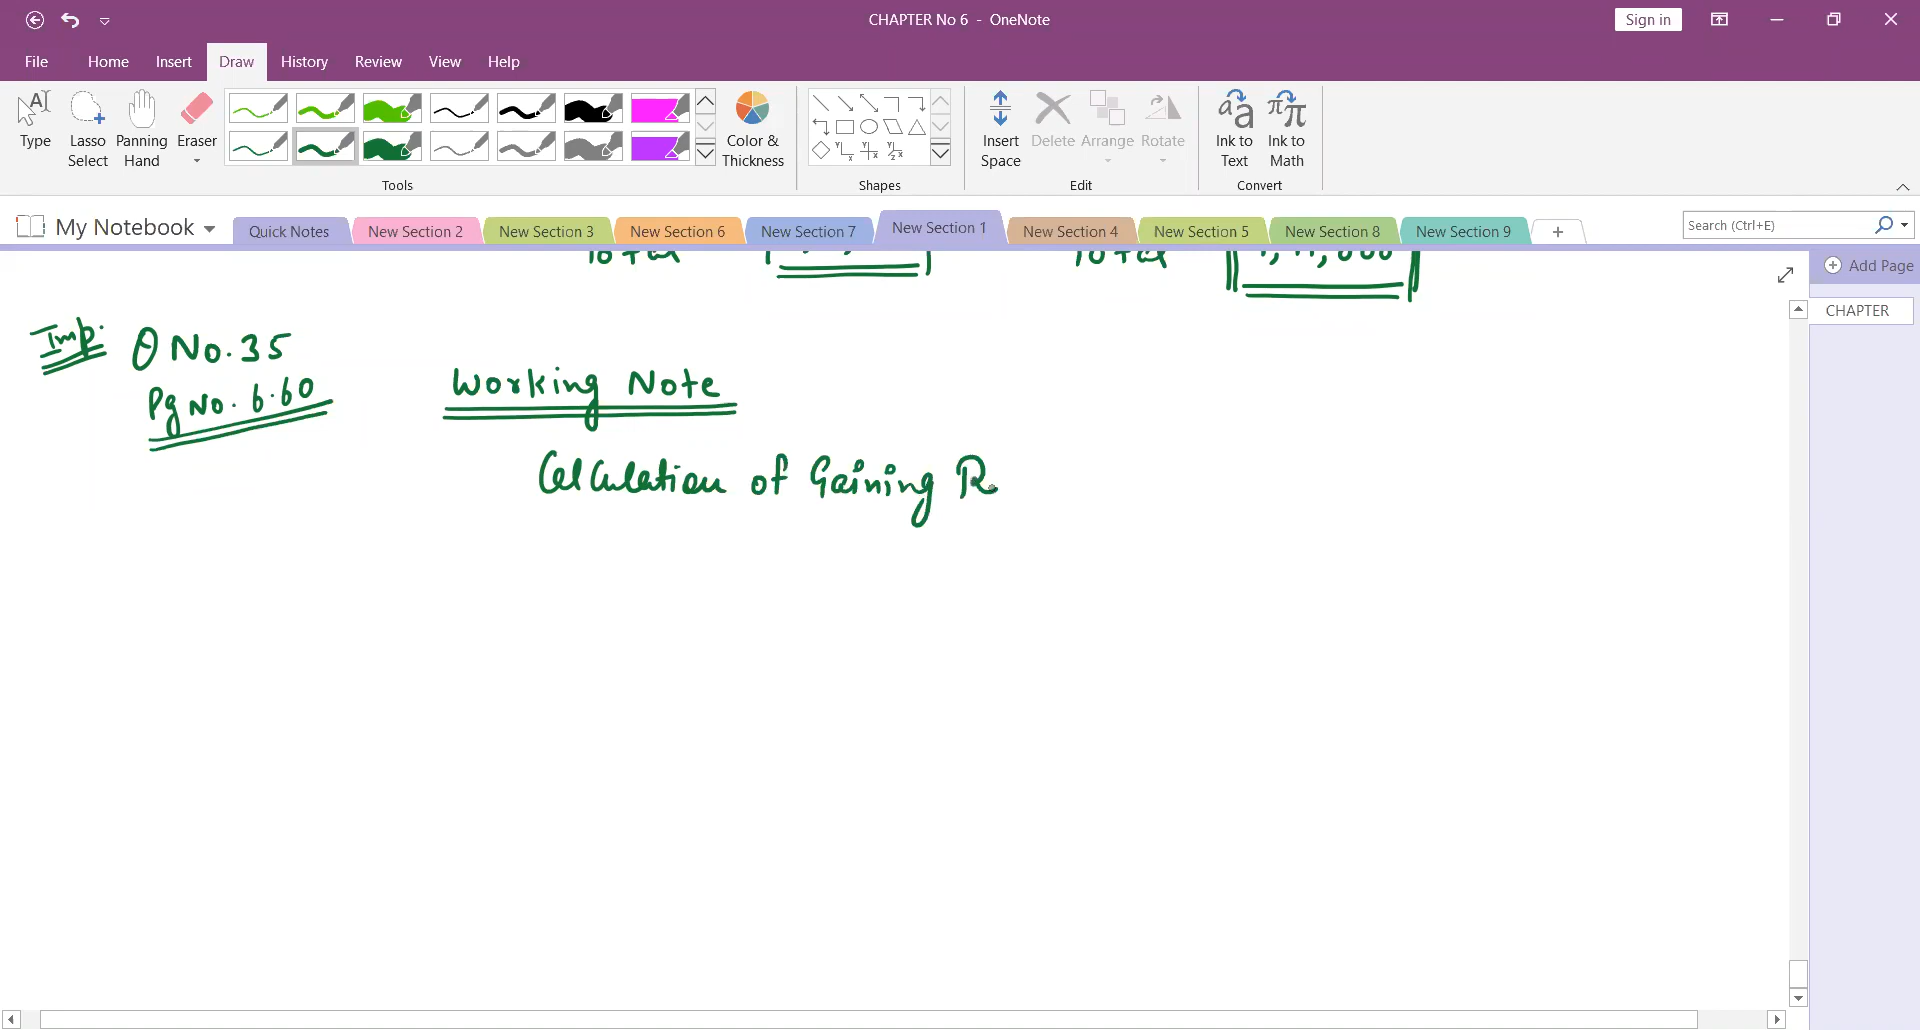 CHAPTER No 6 - OneNote
Sign in
File Home Insert Draw History Review View Help
Type
Lasso Select
Panning Hand
Eraser
Color & Thickness
Insert Space
Delete
Arrange
Rotate
Ink to Text
Ink to Math
Tools
Shapes
Edit
Convert
My Notebook
Quick Notes
New Section 2
New Section 3
New Section 6
New Section 7
New Section 1
New Section 4
New Section 5
New Section 8
New Section 9
Search (Ctrl+E)
Add Page
CHAPTER
Total
Total
Imp.
Q No. 35
Pg No. 6.60
Working Note
Calculation of Gaining R